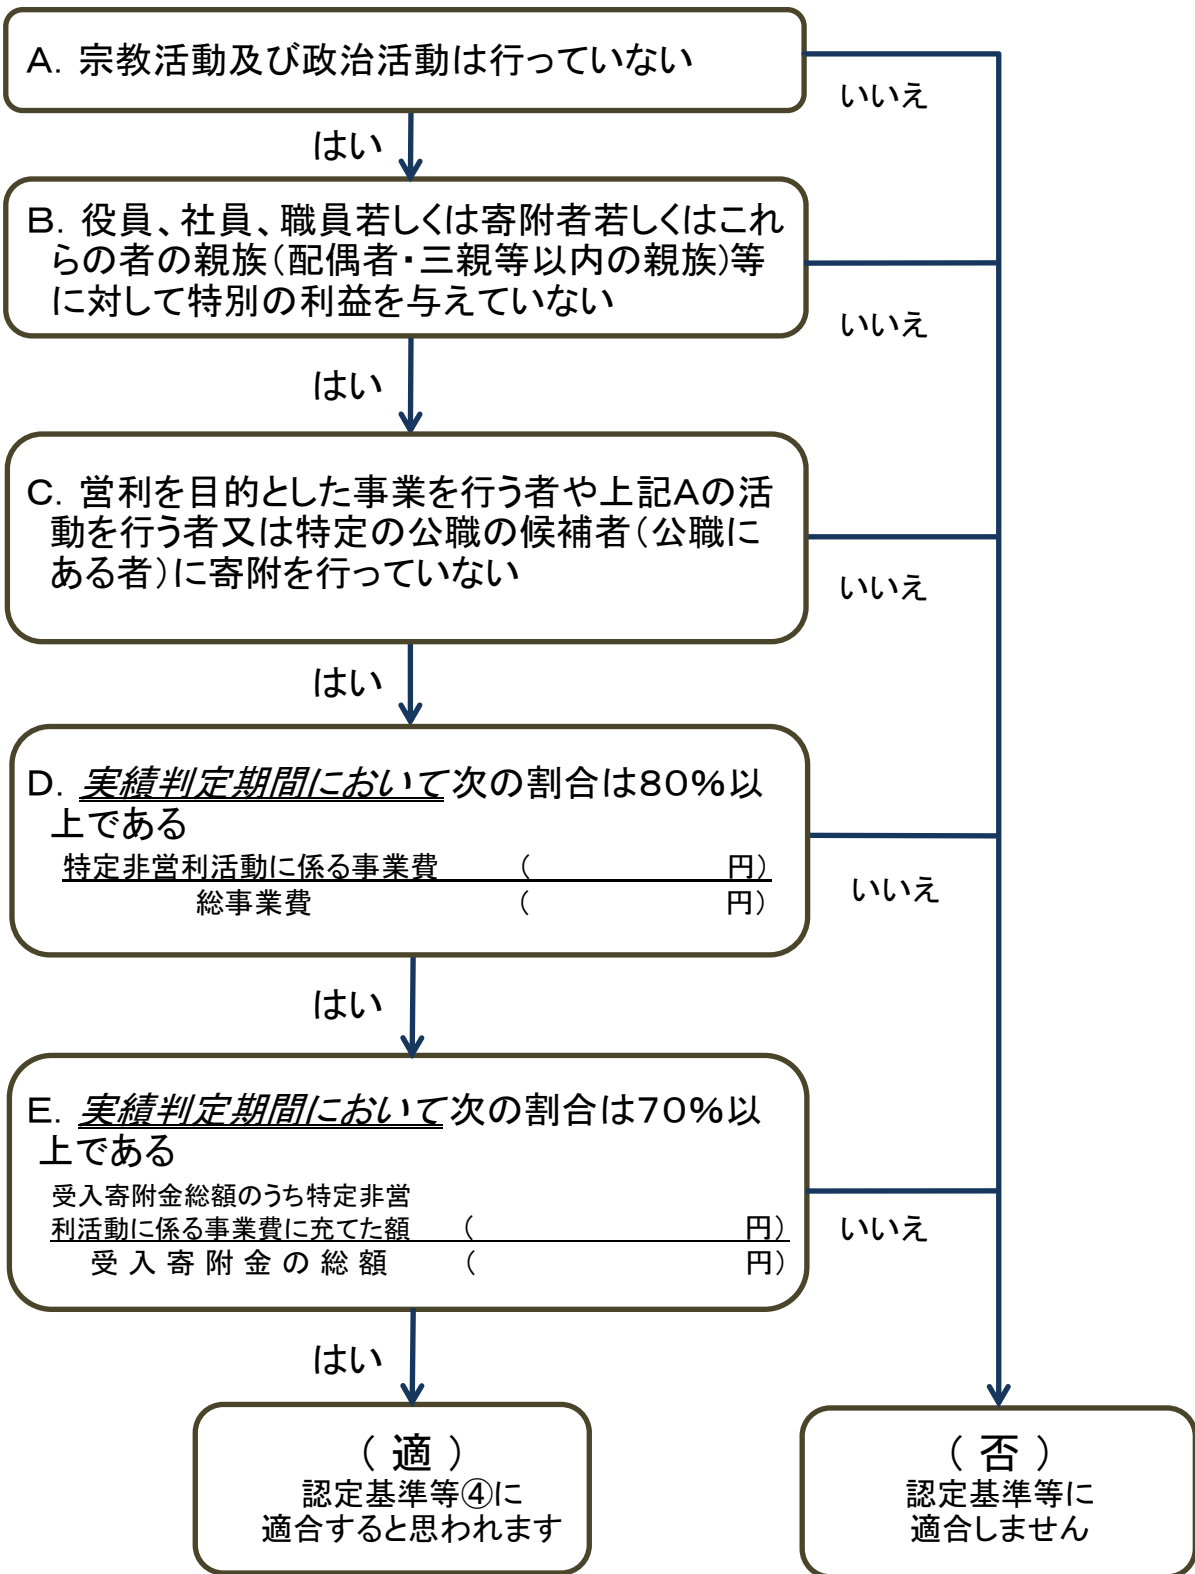 A. 宗教活動及び政治活動は行っていない
いいえ
はい
B. 役員、社員、職員若しくは寄附者若しくはこれ
らの者の親族(配偶者・三親等以内の親族)等
に対して特別の利益を与えていない
いいえ
はい
C. 営利を目的とした事業を行う者や上記Aの活
動を行う者又は特定の公職の候補者(公職に
ある者)に寄附を行っていない
いいえ
はい
D. 実績判定期間において次の割合は80%以
上である
特定非営利活動に係る事業費 ( 円)
総事業費 ( 円)
いいえ
はい
E. 実績判定期間において次の割合は70%以
上である
受入寄附金総額のうち特定非営
利活動に係る事業費に充てた額 ( 円)
受入寄附金の総額 ( 円)
いいえ
はい
(適)
認定基準等④に
適合すると思われます
(否)
認定基準等に
適合しません